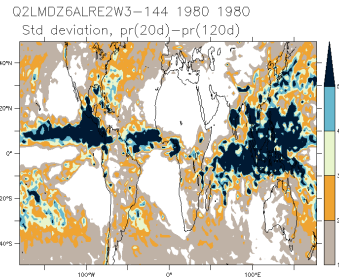 Q2LMDZ6ALRE2W3-144 1980 1980
Std deviation, pr(20d)-pr(120d)
40°N
20°N
0°
20°S
40°S
100°W 0° 100°E
5
4
3
2
1